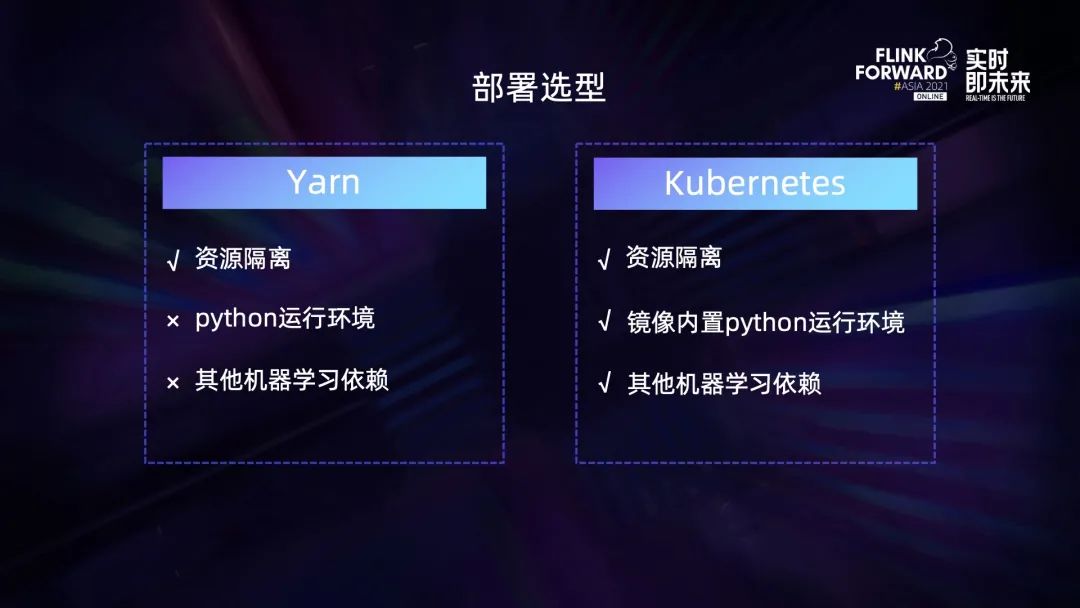 部署选型
FLINK
FORWARD
#ASIA 2021
ONLINE
实时
即未来
REAL-TIME IS THE FUTURE
Yarn
√ 资源隔离
× python运行环境
× 其他机器学习依赖
Kubernetes
√ 资源隔离
√ 镜像内置python运行环境
√ 其他机器学习依赖